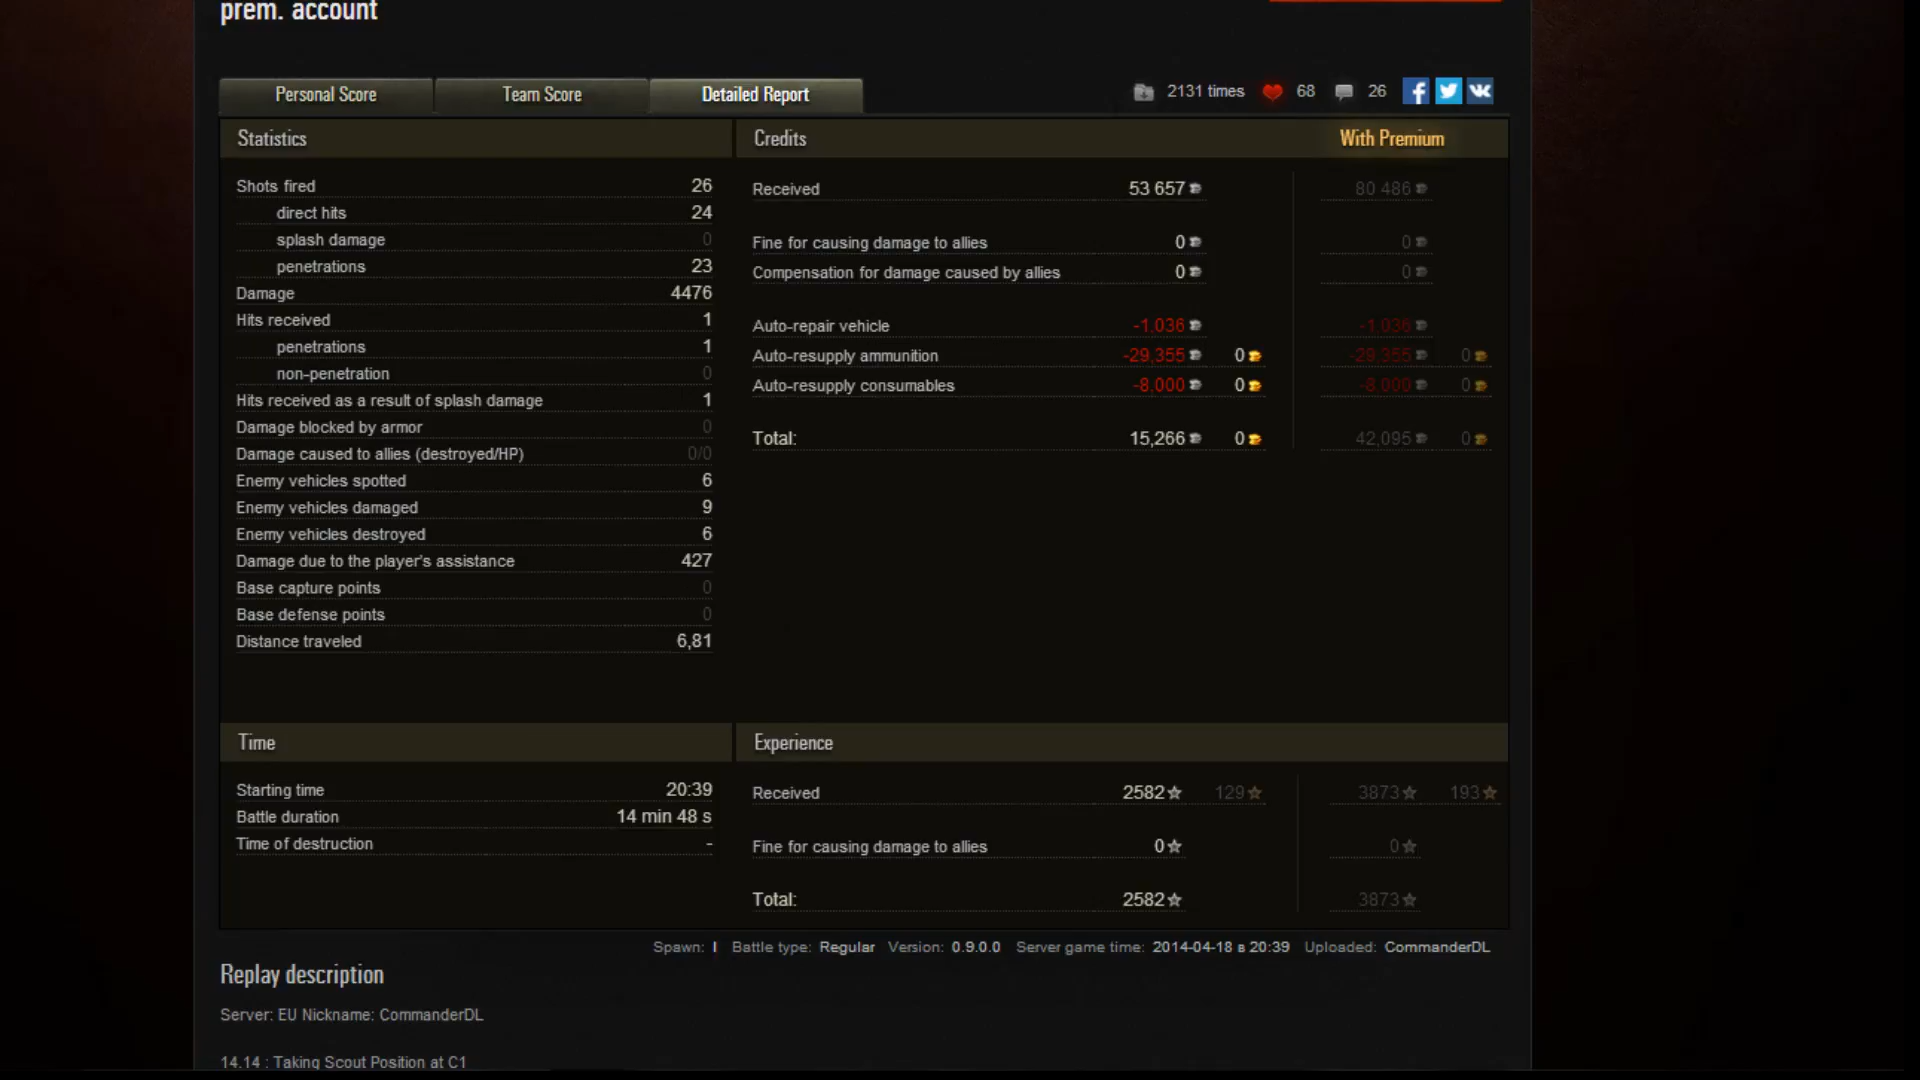 prem. account
Personal Score Team Score Detailed Report 2131 times 68 26
Statistics
Shots fired 26
direct hits 24
splash damage 0
penetrations 23
Damage 4476
Hits received 1
penetrations 1
non-penetration 0
Hits received as a result of splash damage 1
Damage blocked by armor 0
Damage caused to allies (destroyed/HP) 0/0
Enemy vehicles spotted 6
Enemy vehicles damaged 9
Enemy vehicles destroyed 6
Damage due to the player's assistance 427
Base capture points 0
Base defense points 0
Distance traveled 6,81
Credits With Premium
Received 53 657 80 486
Fine for causing damage to allies 0 0
Compensation for damage caused by allies 0 0
Auto-repair vehicle -1,036 -1,036
Auto-resupply ammunition -29,355 0 -29,355 0
Auto-resupply consumables -8,000 0 -8,000 0
Total: 15,266 0 42,095 0
Time
Starting time 20:39
Battle duration 14 min 48 s
Time of destruction -
Experience
Received 2582 129 3873 193
Fine for causing damage to allies 0 0
Total: 2582 3873
Spawn: I Battle type: Regular Version: 0.9.0.0 Server game time: 2014-04-18 в 20:39 Uploaded: CommanderDL
Replay description
Server: EU Nickname: CommanderDL
14.14 : Taking Scout Position at C1